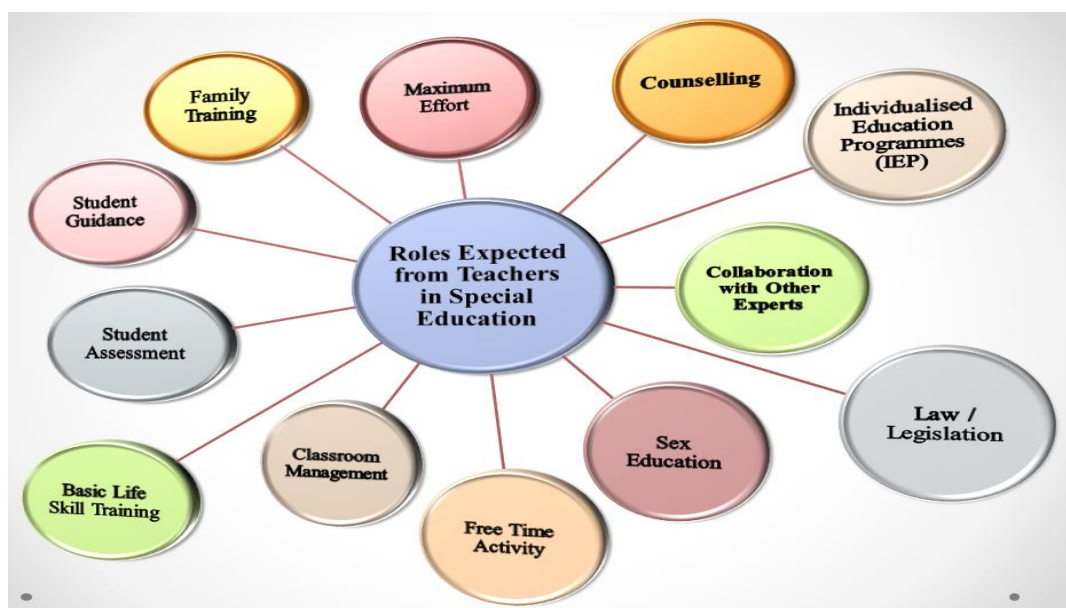 Family
Training
Maximum
Effort
Counselling
Individualised
Education
Programmes
(IEP)
Student
Guidance
Roles Expected
from Teachers
in Special
Education
Collaboration
with Other
Experts
Student
Assessment
Law /
Legislation
Classroom
Management
Sex
Education
Basic Life
Skill Training
Free Time
Activity